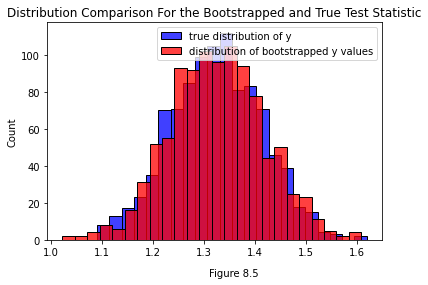 Distribution Comparison For the Bootstrapped and True Test Statistic
true distribution of y
distribution of bootstrapped y values
Count
100
80
60
40
20
0
1.0 1.1 1.2 1.3 1.4 1.5 1.6
Figure 8.5